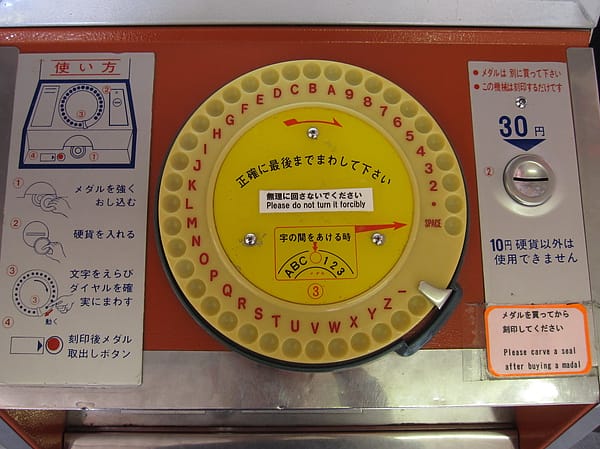 使い方
②
③
④
①
①
メダルを強く
おし込む
②
硬貨を入れる
③
③
文字をえらび
ダイヤルを確
実にまわす
動く
④
刻印後メダル
取出しボタン
A B C D E F G H I J K L M N O P Q R S T U V W X Y Z –
9 8 7 6 5 4 3 2 • SPACE
正確に最後までまわして下さい
無理に回さないでください
Please do not turn it forcibly
字の間をあける時
ABC 123
③
• メダルは 別に買って下さい
• この機械は刻印するだけです
30円
②
10円硬貨以外は
使用できません
メダルを買ってから
刻印してください
Please carve a seal
after buying a madal